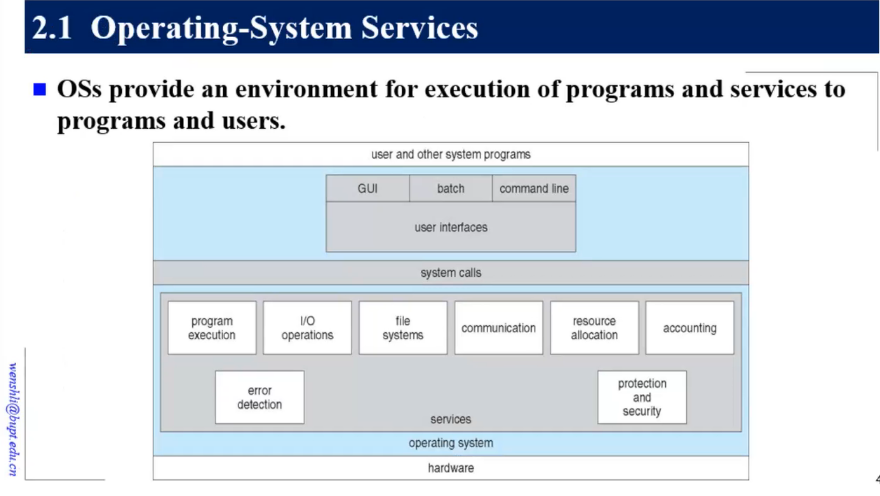 2.1 Operating-System Services
OSs provide an environment for execution of programs and services to
programs and users.
user and other system programs
GUI
batch
command line
user interfaces
system calls
program
execution
I/O
operations
file
systems
communication
resource
allocation
accounting
error
detection
protection
and
security
services
operating system
hardware
wenshli@bupt.edu.cn
4